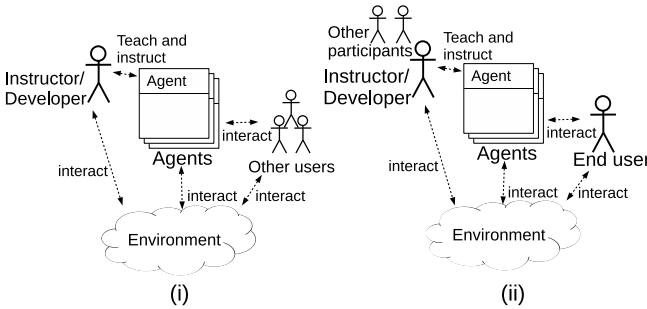 Teach and
instruct
Instructor/
Developer
Agent
interact
Agents
Other users
interact
interact
interact
Environment
(i)
Other
participants
Teach and
instruct
Instructor/
Developer
Agent
interact
Agents
End user
interact
interact
interact
Environment
(ii)